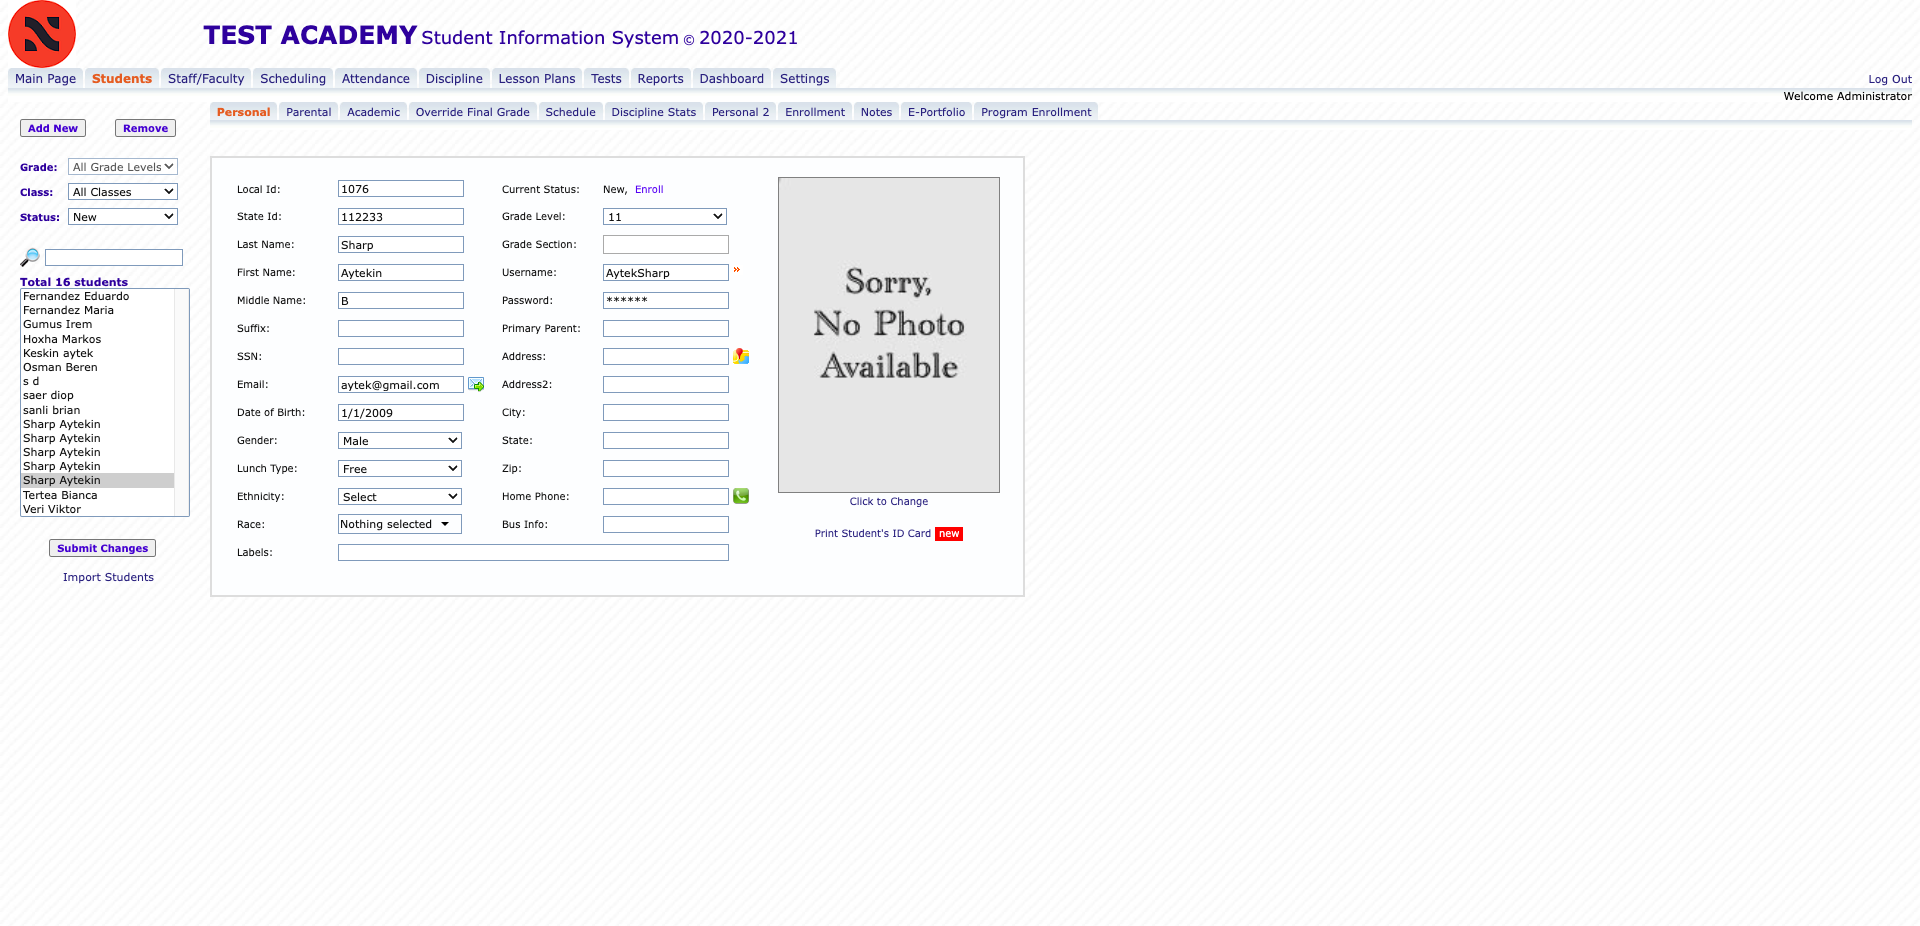 TEST ACADEMY Student Information System © 2020-2021
Main Page Students Staff/Faculty Scheduling Attendance Discipline Lesson Plans Tests Reports Dashboard Settings Log Out
Welcome Administrator
Personal Parental Academic Override Final Grade Schedule Discipline Stats Personal 2 Enrollment Notes E-Portfolio Program Enrollment
Add New Remove
Grade: All Grade Levels
Class: All Classes
Status: New
Total 16 students
Fernandez Eduardo
Fernandez Maria
Gumus Irem
Hoxha Markos
Keskin aytek
Osman Beren
s d
saer diop
sanli brian
Sharp Aytekin
Sharp Aytekin
Sharp Aytekin
Sharp Aytekin
Sharp Aytekin
Tertea Bianca
Veri Viktor
Submit Changes
Import Students
Local Id: 1076 Current Status: New, Enroll
State Id: 112233 Grade Level: 11
Last Name: Sharp Grade Section:
First Name: Aytekin Username: AytekSharp »
Middle Name: B Password: ******
Suffix: Primary Parent:
SSN: Address:
Email: aytek@gmail.com Address2:
Date of Birth: 1/1/2009 City:
Gender: Male State:
Lunch Type: Free Zip:
Ethnicity: Select Home Phone:
Race: Nothing selected Bus Info:
Labels:
Sorry,
No Photo
Available
Click to Change
Print Student's ID Card new